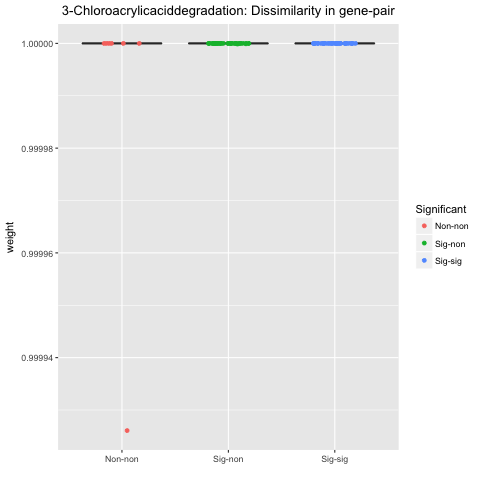 3-Chloroacrylicaciddegradation: Dissimilarity in gene-pair
1.00000
0.99998
0.99996
0.99994
weight
Non-non
Sig-non
Sig-sig
Significant
Non-non
Sig-non
Sig-sig